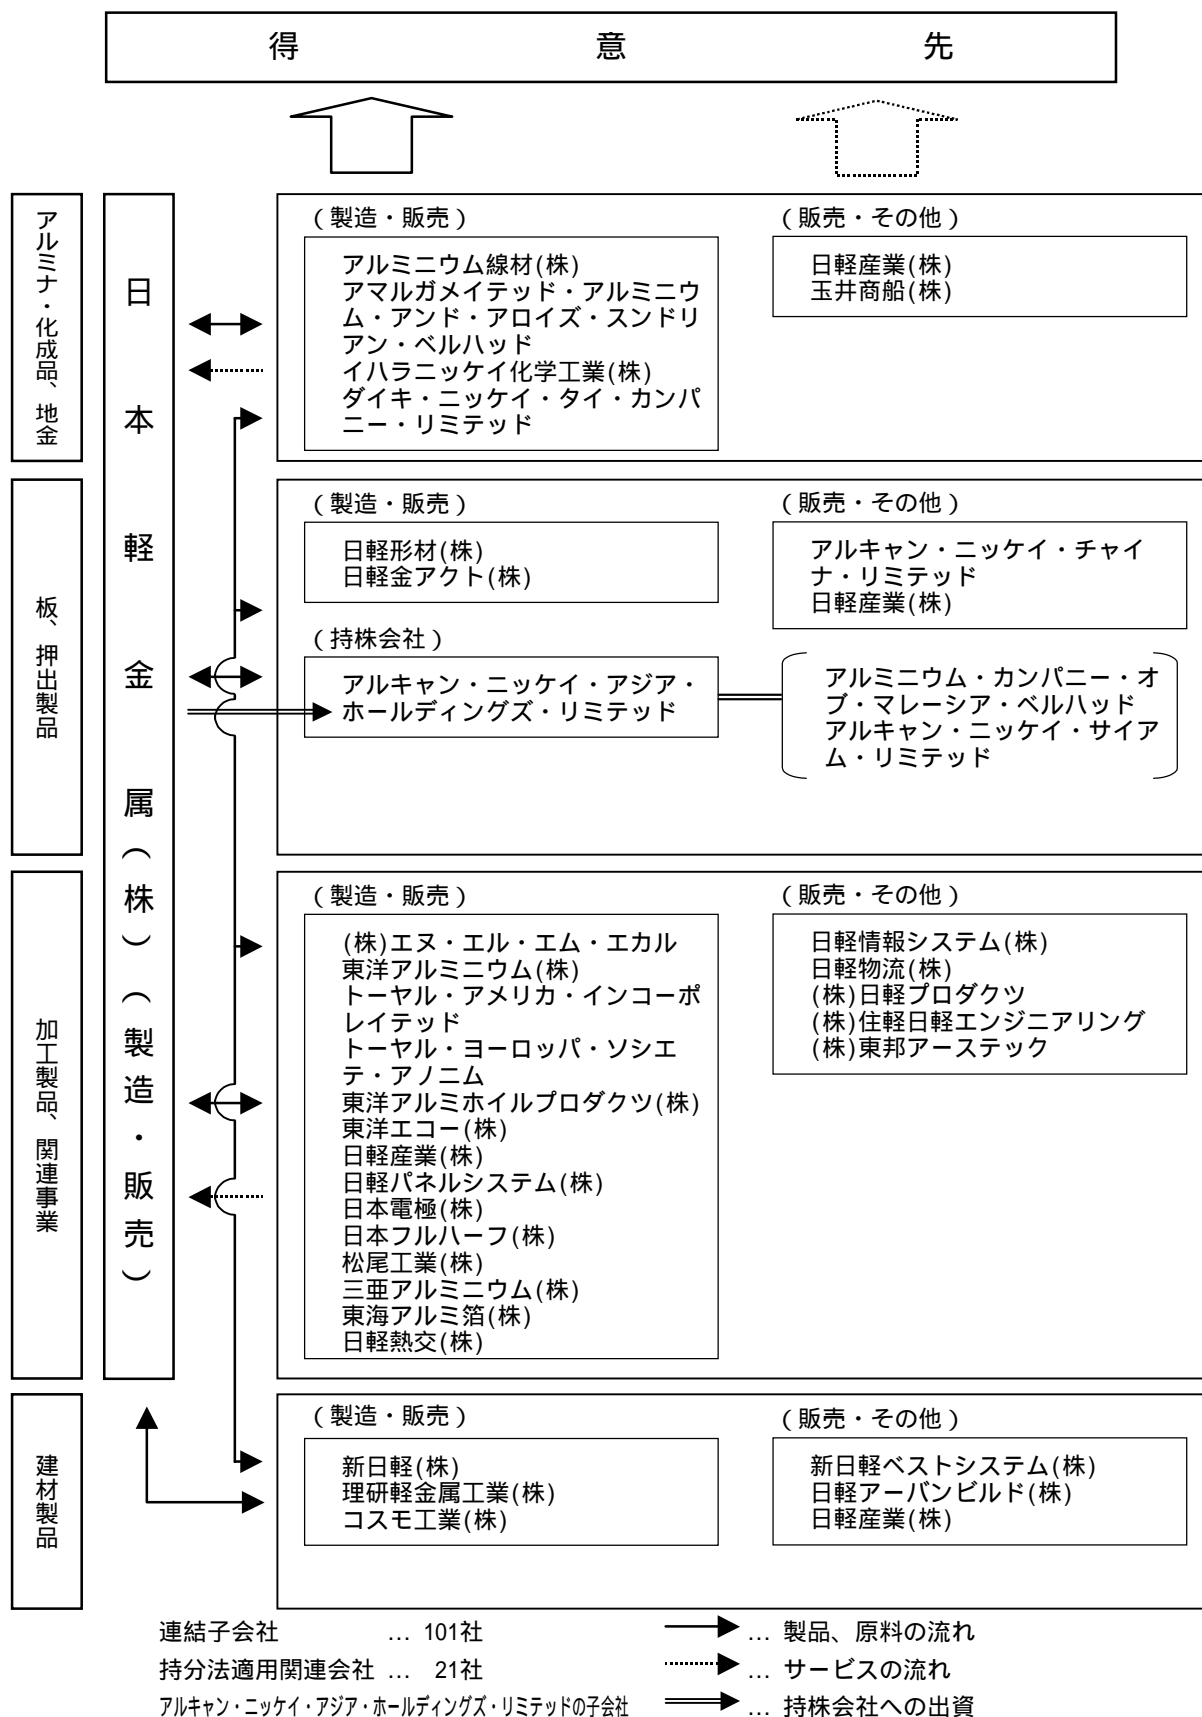 得意先
アルミナ・化成品、地金
日本軽金属(株)(製造・販売)
(製造・販売)
アルミニウム線材(株)
アマルガメイテッド・アルミニウ
ム・アンド・アロイズ・スンドリ
アン・ベルハッド
イハラニッケイ化学工業(株)
ダイキ・ニッケイ・タイ・カンパ
ニー・リミテッド
(販売・その他)
日軽産業(株)
玉井商船(株)
板、押出製品
(製造・販売)
日軽形材(株)
日軽金アクト(株)
(販売・その他)
アルキャン・ニッケイ・チャイ
ナ・リミテッド
日軽産業(株)
(持株会社)
アルキャン・ニッケイ・アジア・
ホールディングズ・リミテッド
アルミニウム・カンパニー・オ
ブ・マレーシア・ベルハッド
アルキャン・ニッケイ・サイア
ム・リミテッド
加工製品、関連事業
(製造・販売)
(株)エヌ・エル・エム・エカル
東洋アルミニウム(株)
トーヤル・アメリカ・インコーポ
レイテッド
トーヤル・ヨーロッパ・ソシエ
テ・アノニム
東洋アルミホイルプロダクツ(株)
東洋エコー(株)
日軽産業(株)
日軽パネルシステム(株)
日本電極(株)
日本フルハーフ(株)
松尾工業(株)
三亜アルミニウム(株)
東海アルミ箔(株)
日軽熱交(株)
(販売・その他)
日軽情報システム(株)
日軽物流(株)
(株)日軽プロダクツ
(株)住軽日軽エンジニアリング
(株)東邦アーステック
建材製品
(製造・販売)
新日軽(株)
理研軽金属工業(株)
コスモ工業(株)
(販売・その他)
新日軽ベストシステム(株)
日軽アーバンビルド(株)
日軽産業(株)
連結子会社 … 101社
… 製品、原料の流れ
持分法適用関連会社 … 21社
… サービスの流れ
アルキャン・ニッケイ・アジア・ホールディングズ・リミテッドの子会社
… 持株会社への出資